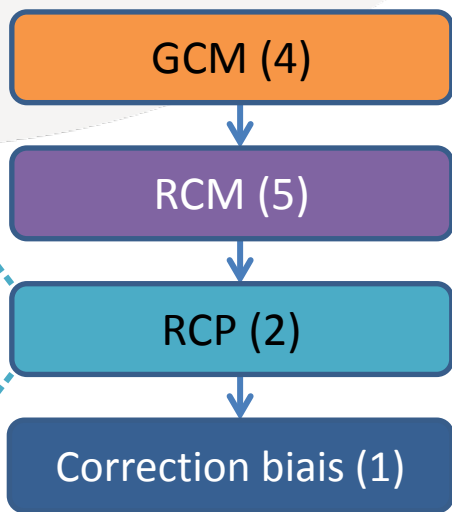 GCM (4)
RCM (5)
RCP (2)
Correction biais (1)